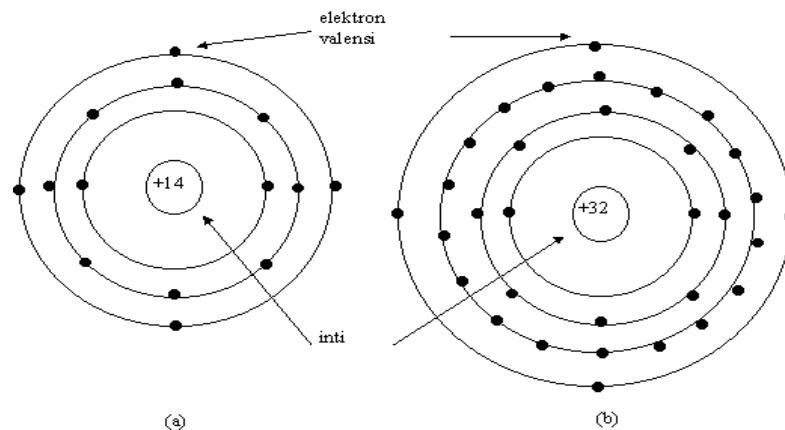 elektron
valensi
+14
+32
inti
(a)
(b)